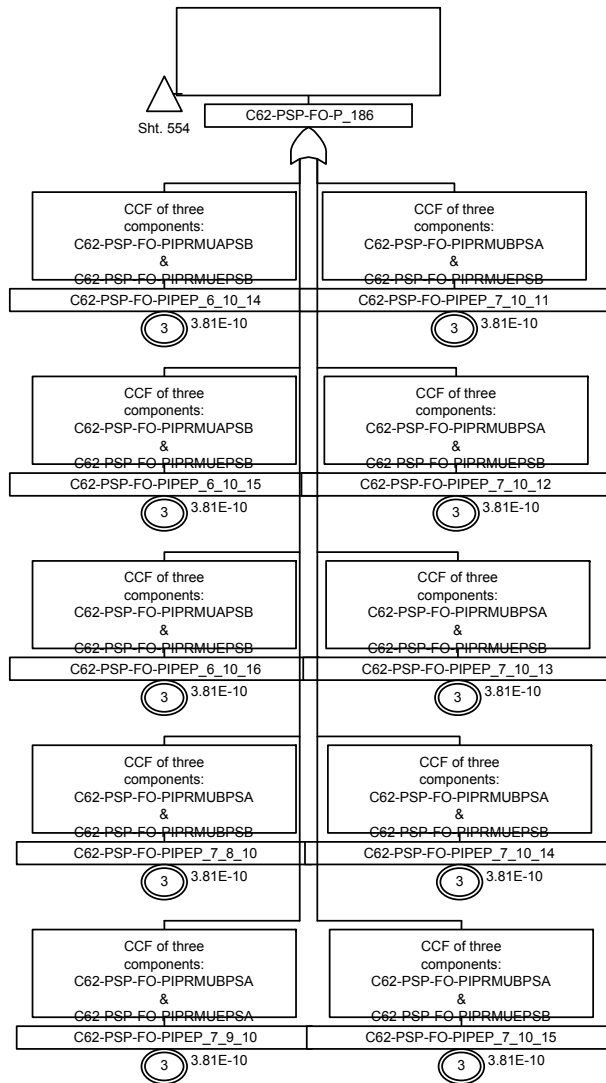 Sht. 554
C62-PSP-FO-P_186
CCF of three
components:
C62-PSP-FO-PIPRMUAPSB
&
C62-PSP-FO-PIPRMUEPSB
C62-PSP-FO-PIPEP_6_10_14
3
3.81E-10
CCF of three
components:
C62-PSP-FO-PIPRMUBPSA
&
C62-PSP-FO-PIPRMUEPSB
C62-PSP-FO-PIPEP_7_10_11
3
3.81E-10
CCF of three
components:
C62-PSP-FO-PIPRMUAPSB
&
C62-PSP-FO-PIPRMUEPSB
C62-PSP-FO-PIPEP_6_10_15
3
3.81E-10
CCF of three
components:
C62-PSP-FO-PIPRMUBPSA
&
C62-PSP-FO-PIPRMUEPSB
C62-PSP-FO-PIPEP_7_10_12
3
3.81E-10
CCF of three
components:
C62-PSP-FO-PIPRMUAPSB
&
C62-PSP-FO-PIPRMUEPSB
C62-PSP-FO-PIPEP_6_10_16
3
3.81E-10
CCF of three
components:
C62-PSP-FO-PIPRMUBPSA
&
C62-PSP-FO-PIPRMUEPSB
C62-PSP-FO-PIPEP_7_10_13
3
3.81E-10
CCF of three
components:
C62-PSP-FO-PIPRMUBPSA
&
C62-PSP-FO-PIPRMUBPSB
C62-PSP-FO-PIPEP_7_8_10
3
3.81E-10
CCF of three
components:
C62-PSP-FO-PIPRMUBPSA
&
C62-PSP-FO-PIPRMUEPSB
C62-PSP-FO-PIPEP_7_10_14
3
3.81E-10
CCF of three
components:
C62-PSP-FO-PIPRMUBPSA
&
C62-PSP-FO-PIPRMUEPSA
C62-PSP-FO-PIPEP_7_9_10
3
3.81E-10
CCF of three
components:
C62-PSP-FO-PIPRMUBPSA
&
C62-PSP-FO-PIPRMUEPSB
C62-PSP-FO-PIPEP_7_10_15
3
3.81E-10